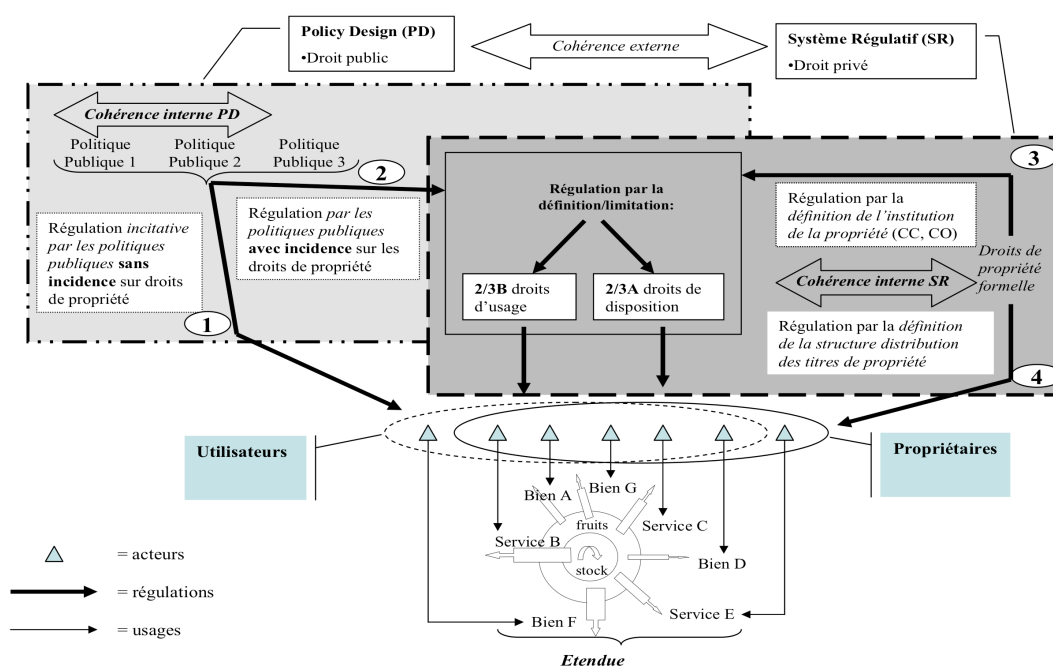 Policy Design (PD)
•Droit public
Cohérence externe
Système Régulatif (SR)
•Droit privé
Cohérence interne PD
Politique
Publique 1
Politique
Publique 2
Politique
Publique 3
2
3
Régulation incitative
par les politiques
publiques sans
incidence sur droits
de propriété
Régulation par les
politiques publiques
avec incidence sur les
droits de propriété
1
Régulation par la
définition/limitation:
2/3B droits
d'usage
2/3A droits de
disposition
Régulation par la
définition de l'institution
de la propriété (CC, CO)
Droits de
propriété
formelle
Cohérence interne SR
Régulation par la définition
de la structure distribution
des titres de propriété
4
Utilisateurs
Propriétaires
Bien A
Bien G
Service C
Service B
fruits
stock
Bien D
Service E
Bien F
Etendue
= acteurs
= régulations
= usages